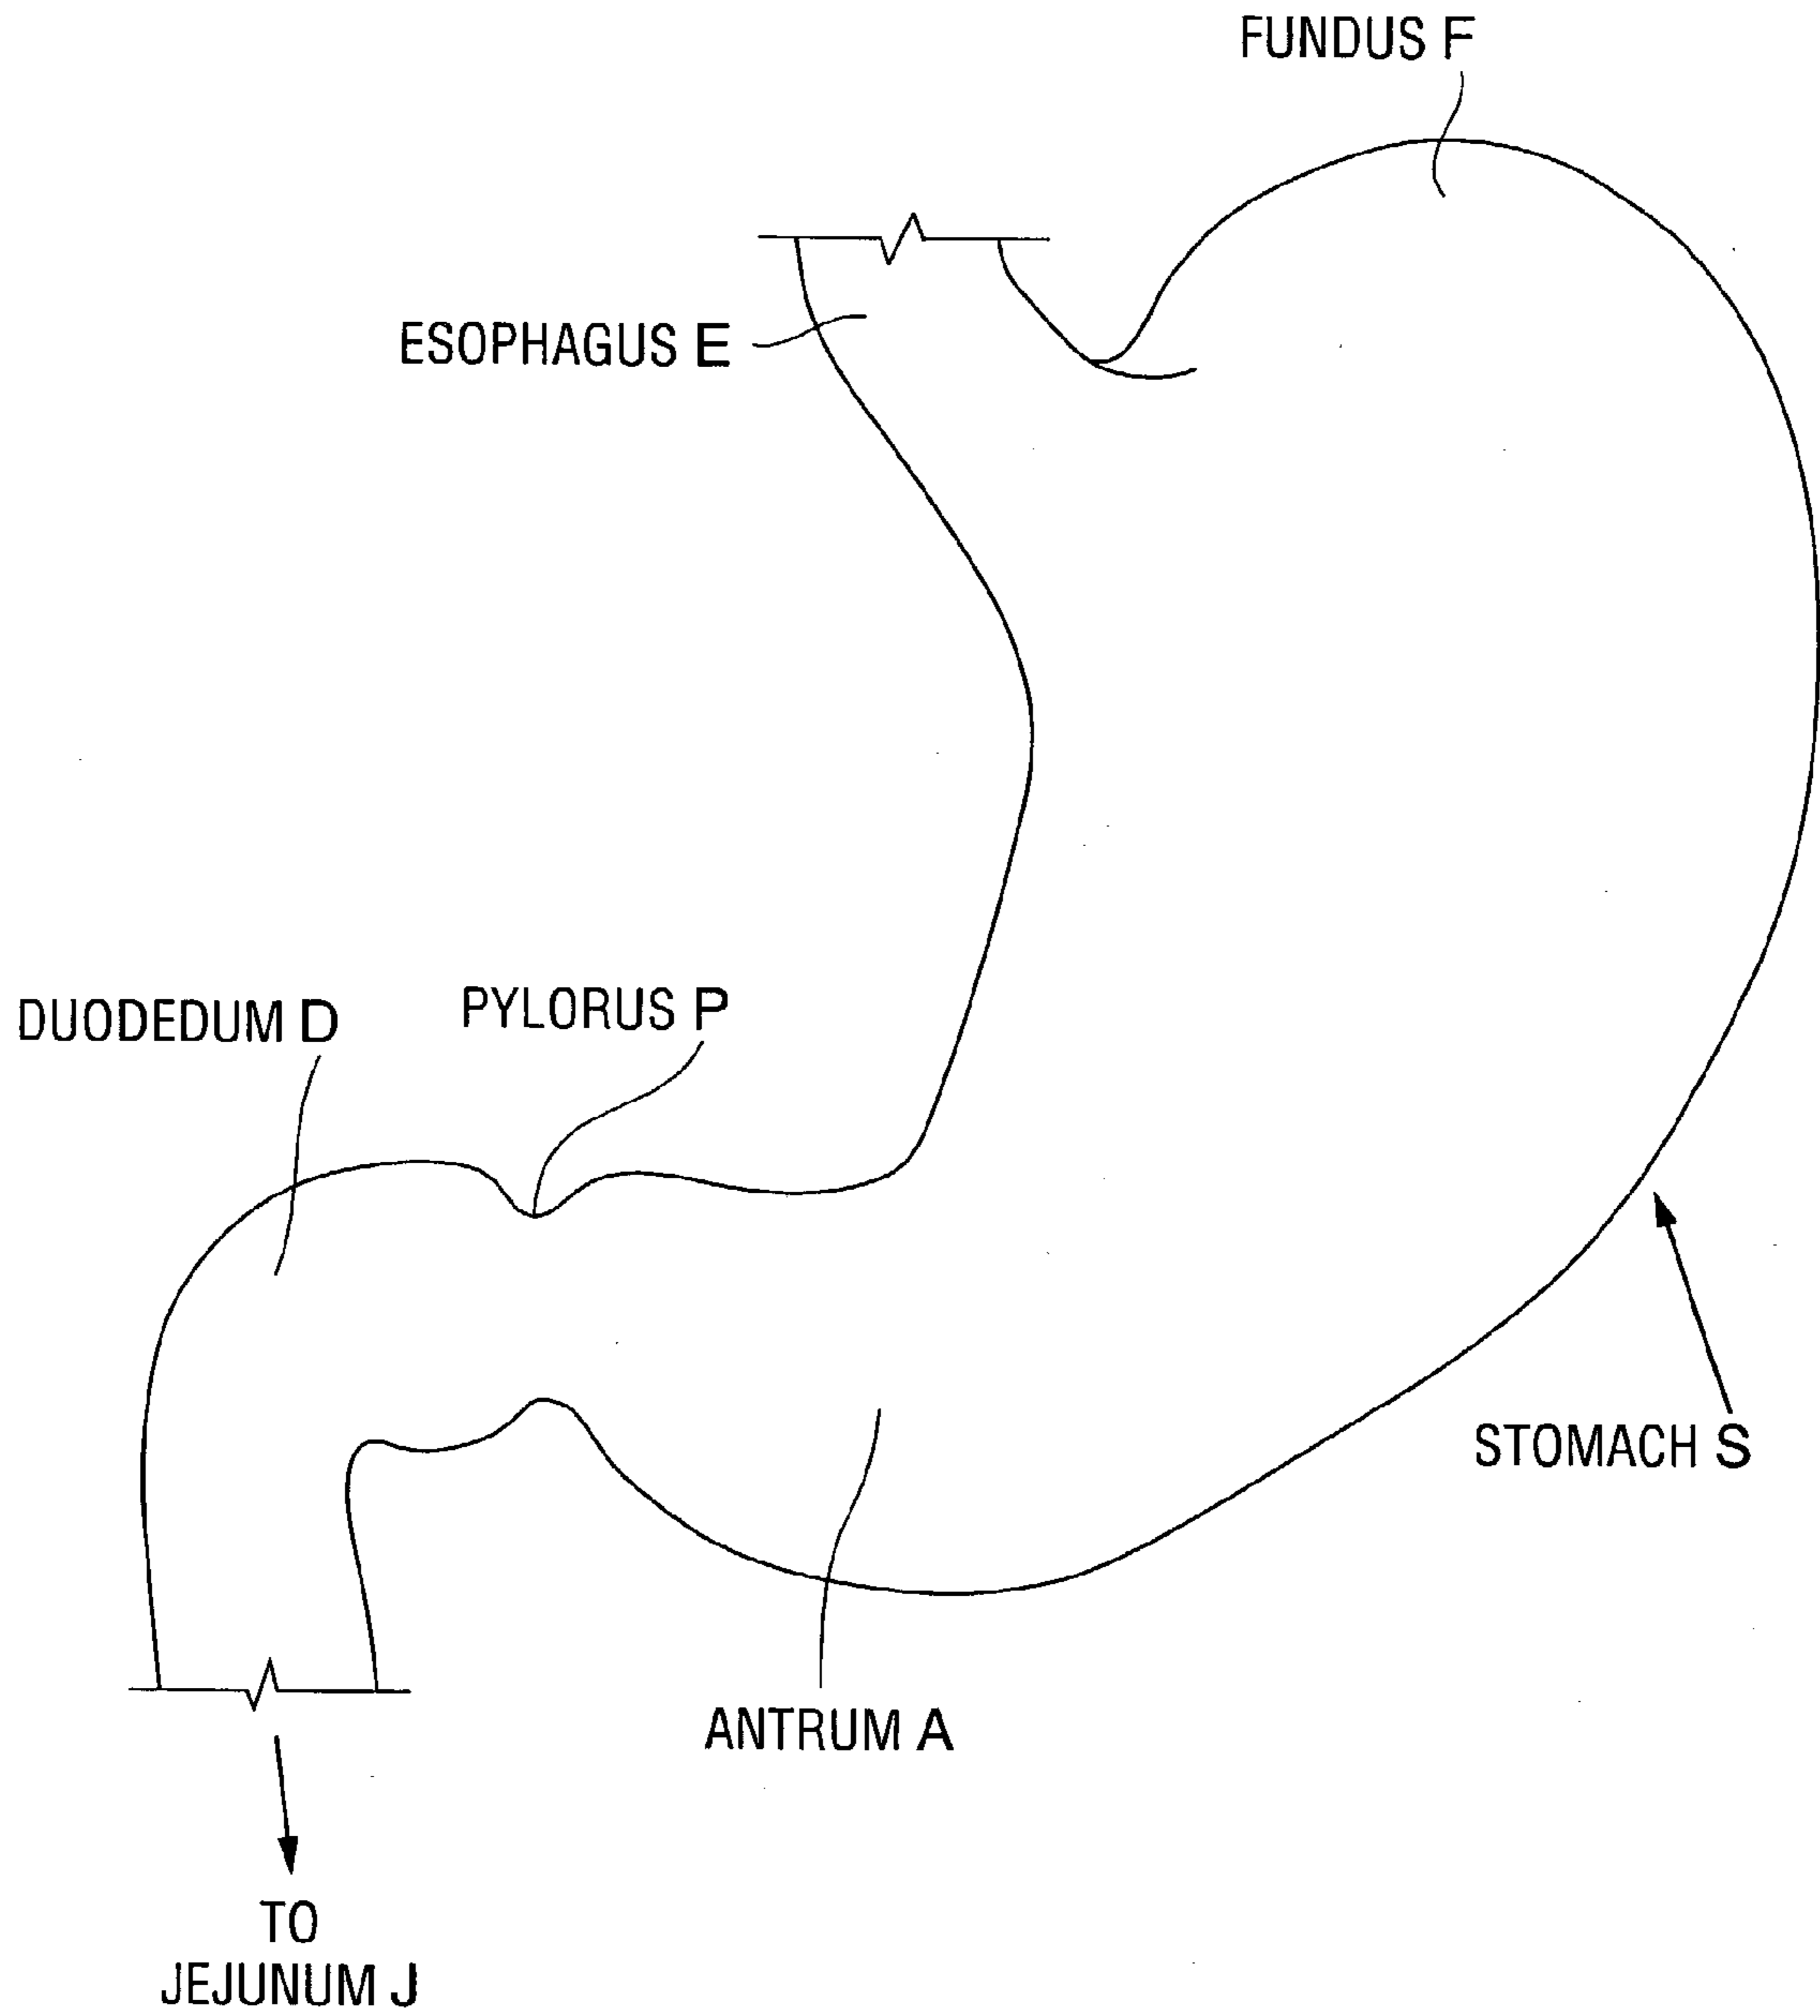 FUNDUS F
ESOPHAGUS E
DUODEDUM D
PYLORUS P
STOMACH S
ANTRUM A
TO
JEJUNUM J